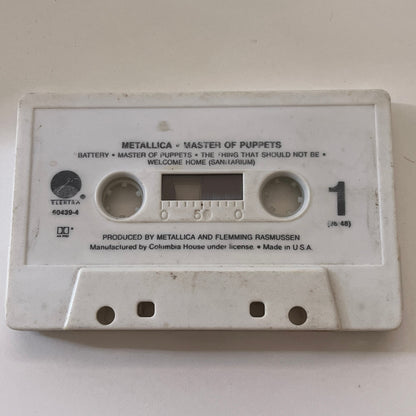 METALLICA • MASTER OF PUPPETS
BATTERY • MASTER OF PUPPETS • THE THING THAT SHOULD NOT BE •
WELCOME HOME (SANITARIUM)
ELEKTRA
60439-4
1
0 50 0
PRODUCED BY METALLICA AND FLEMMING RASMUSSEN
Manufactured by Columbia House under license. • Made in U.S.A.